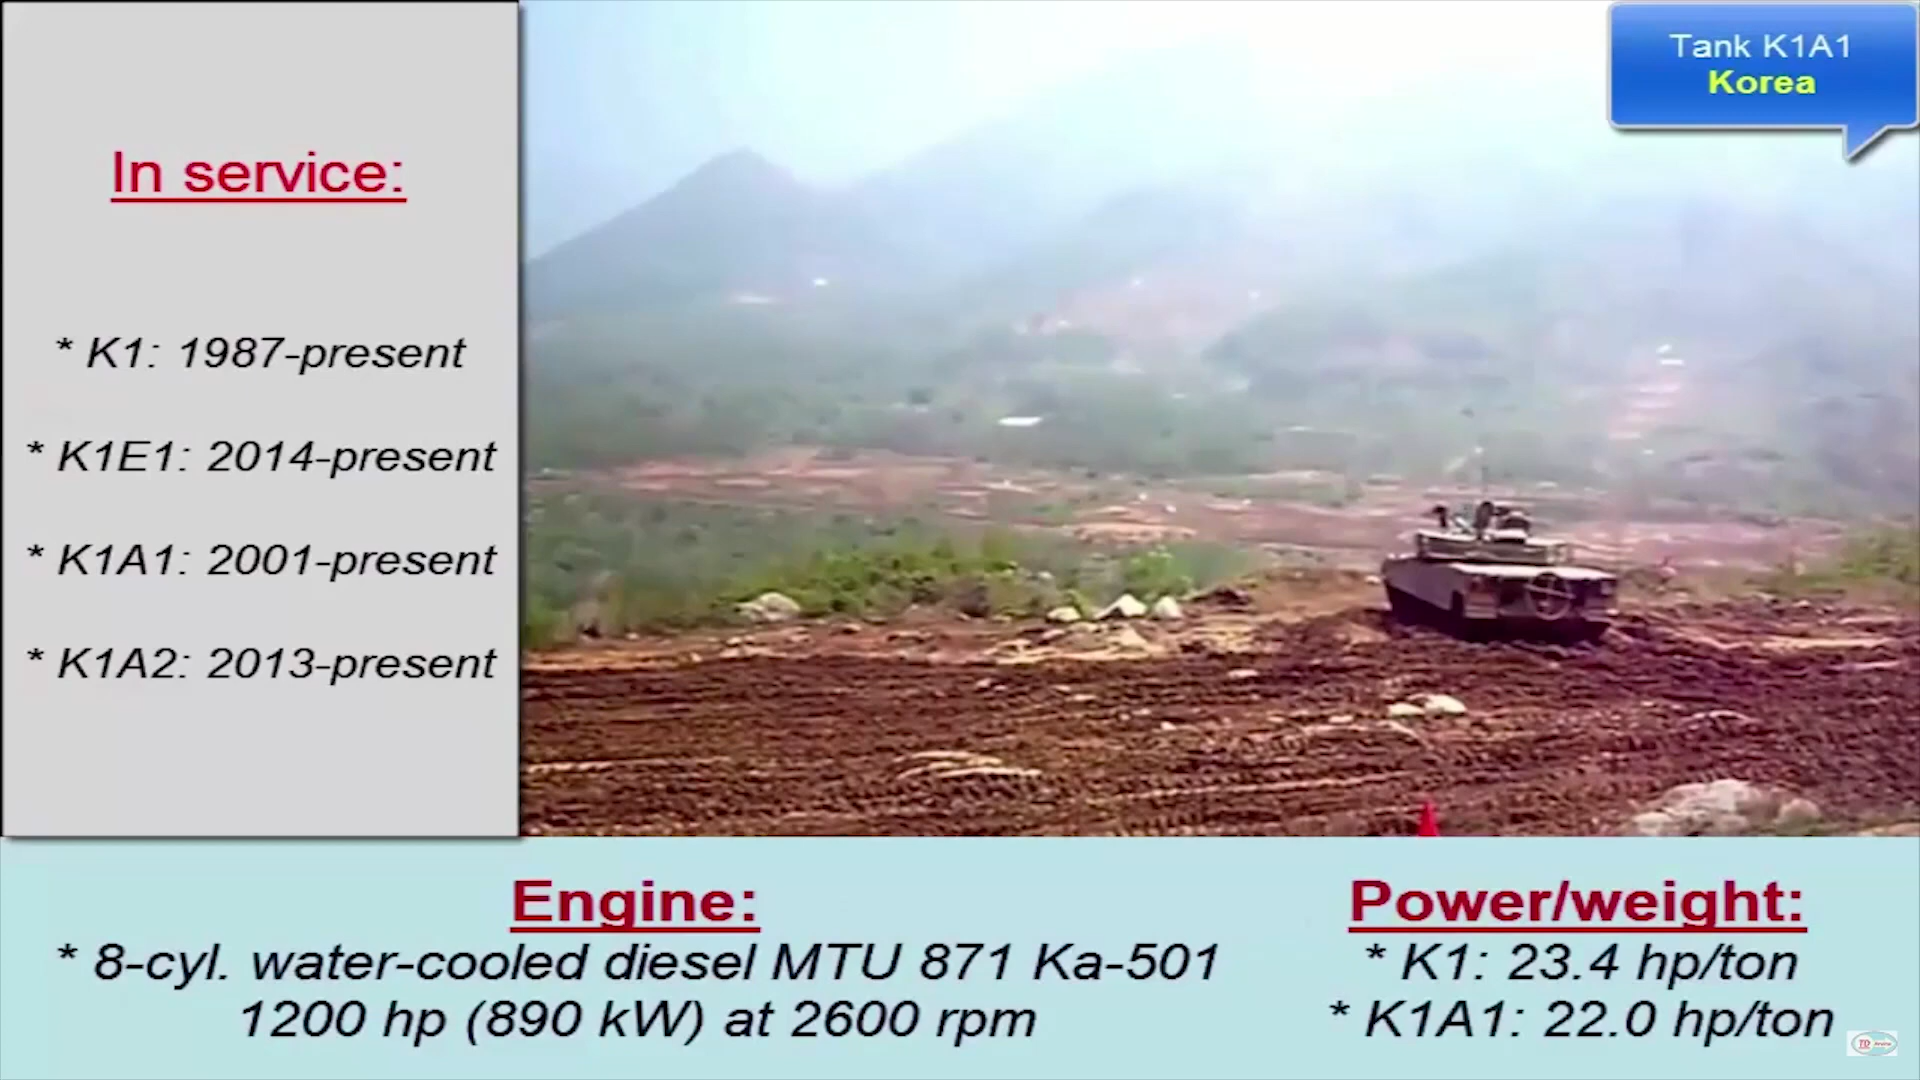 Tank K1A1
Korea
In service:
* K1: 1987-present
* K1E1: 2014-present
* K1A1: 2001-present
* K1A2: 2013-present
Engine:
* 8-cyl. water-cooled diesel MTU 871 Ka-501
1200 hp (890 kW) at 2600 rpm
Power/weight:
* K1: 23.4 hp/ton
* K1A1: 22.0 hp/ton
TD